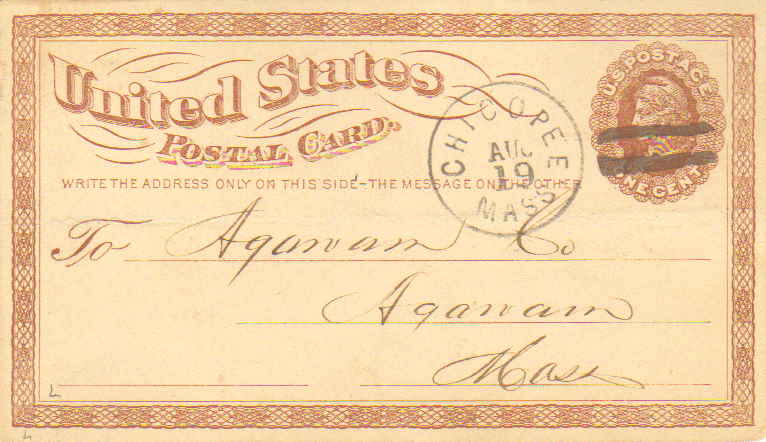 United States
POSTAL CARD.
U.S. POSTAGE
ONE CENT
CHICOPEE
AUG
19
MASS
WRITE THE ADDRESS ONLY ON THIS SIDE-THE MESSAGE ON THE OTHER
To Agawam Co
Agawam
Mass